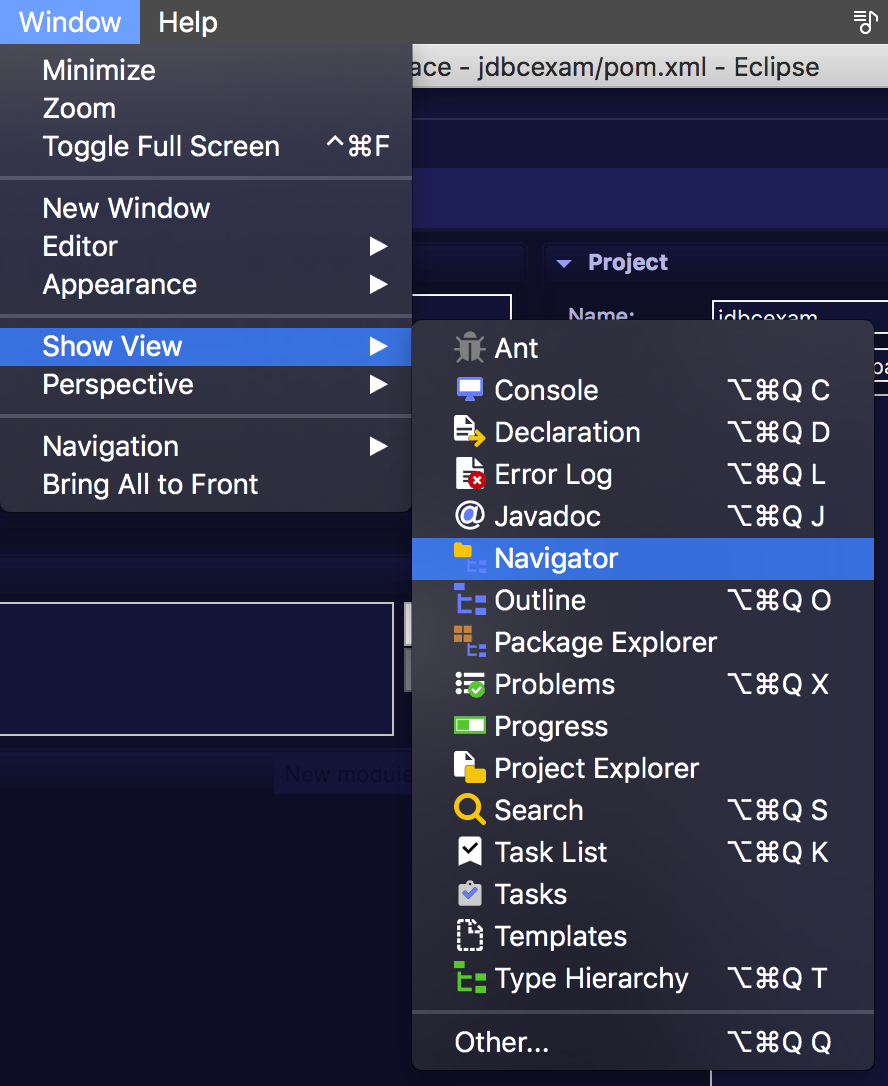 Window Help
ace - jdbcexam/pom.xml - Eclipse
Minimize
Zoom
Toggle Full Screen ^⌘F
New Window
Editor
Appearance
Show View
Perspective
Navigation
Bring All to Front
Project
Name: jdbcexam
Ant
Console ⌥⌘Q C
Declaration ⌥⌘Q D
Error Log ⌥⌘Q L
Javadoc ⌥⌘Q J
Navigator
Outline ⌥⌘Q O
Package Explorer
Problems ⌥⌘Q X
Progress
Project Explorer
Search ⌥⌘Q S
Task List ⌥⌘Q K
Tasks
Templates
Type Hierarchy ⌥⌘Q T
Other... ⌥⌘Q Q
New module